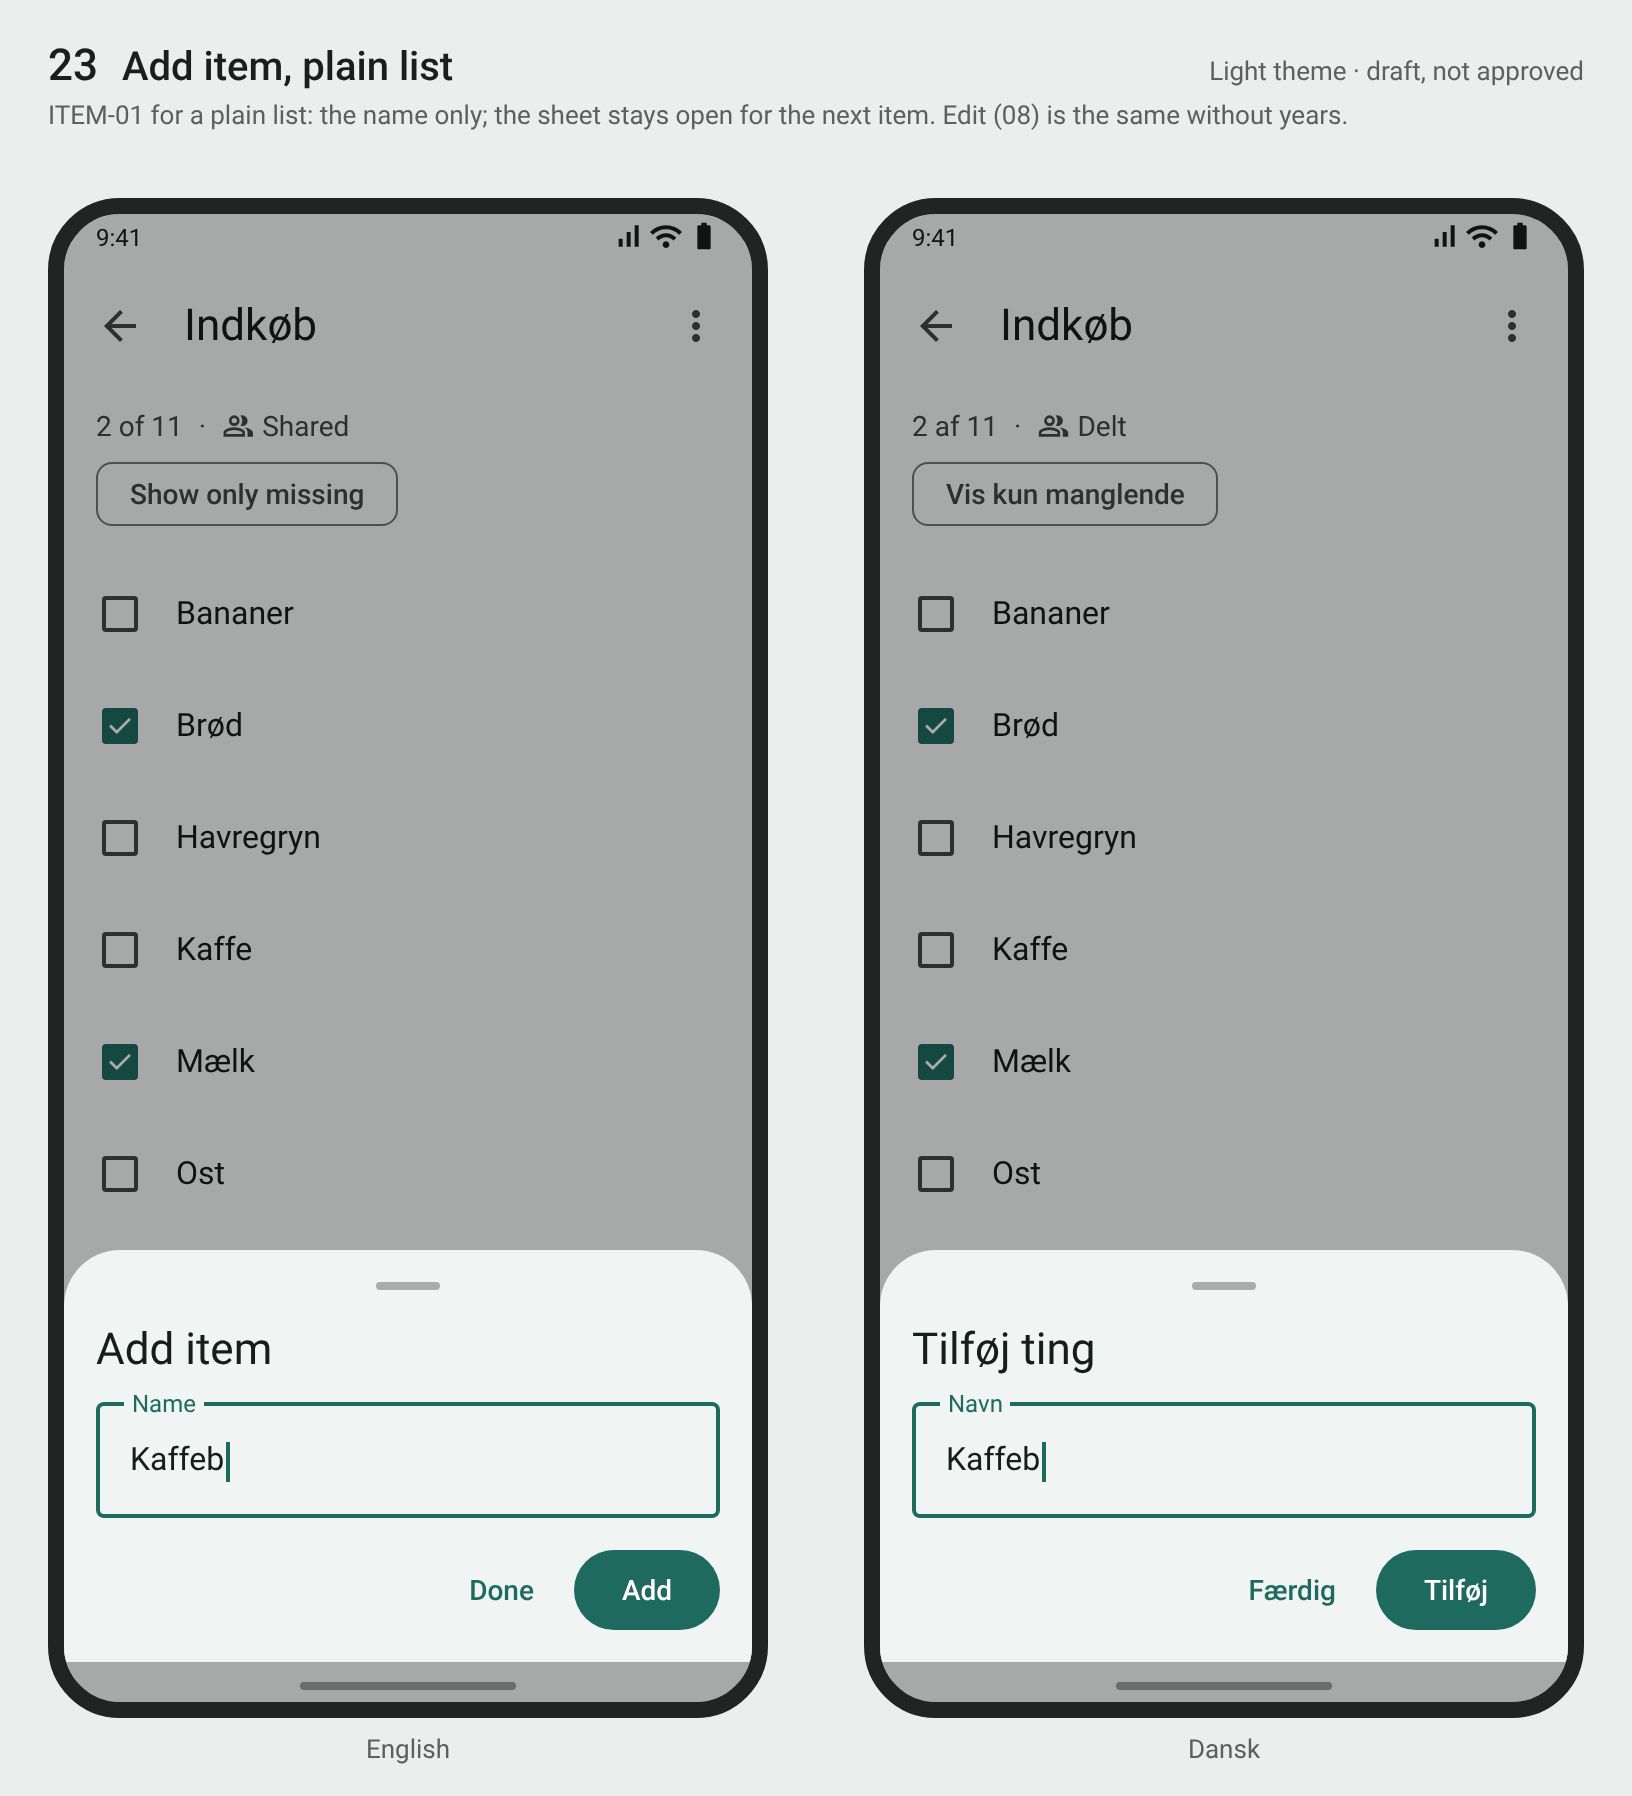 23 Add item, plain list
Light theme · draft, not approved
ITEM-01 for a plain list: the name only; the sheet stays open for the next item. Edit (08) is the same without years.
9:41
Indkøb
2 of 11 · Shared
Show only missing
Bananer
Brød
Havregryn
Kaffe
Mælk
Ost
Add item
Name
Kaffeb
Done
Add
English
9:41
Indkøb
2 af 11 · Delt
Vis kun manglende
Bananer
Brød
Havregryn
Kaffe
Mælk
Ost
Tilføj ting
Navn
Kaffeb
Færdig
Tilføj
Dansk